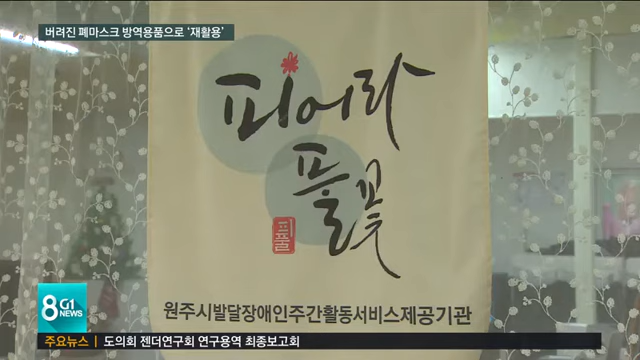 버려진 폐마스크 방역용품으로 '재활용'
피어라
풀꽃
피풀
원주시발달장애인주간활동서비스제공기관
8 G1 NEWS
주요뉴스 도의회 젠더연구회 연구용역 최종보고회